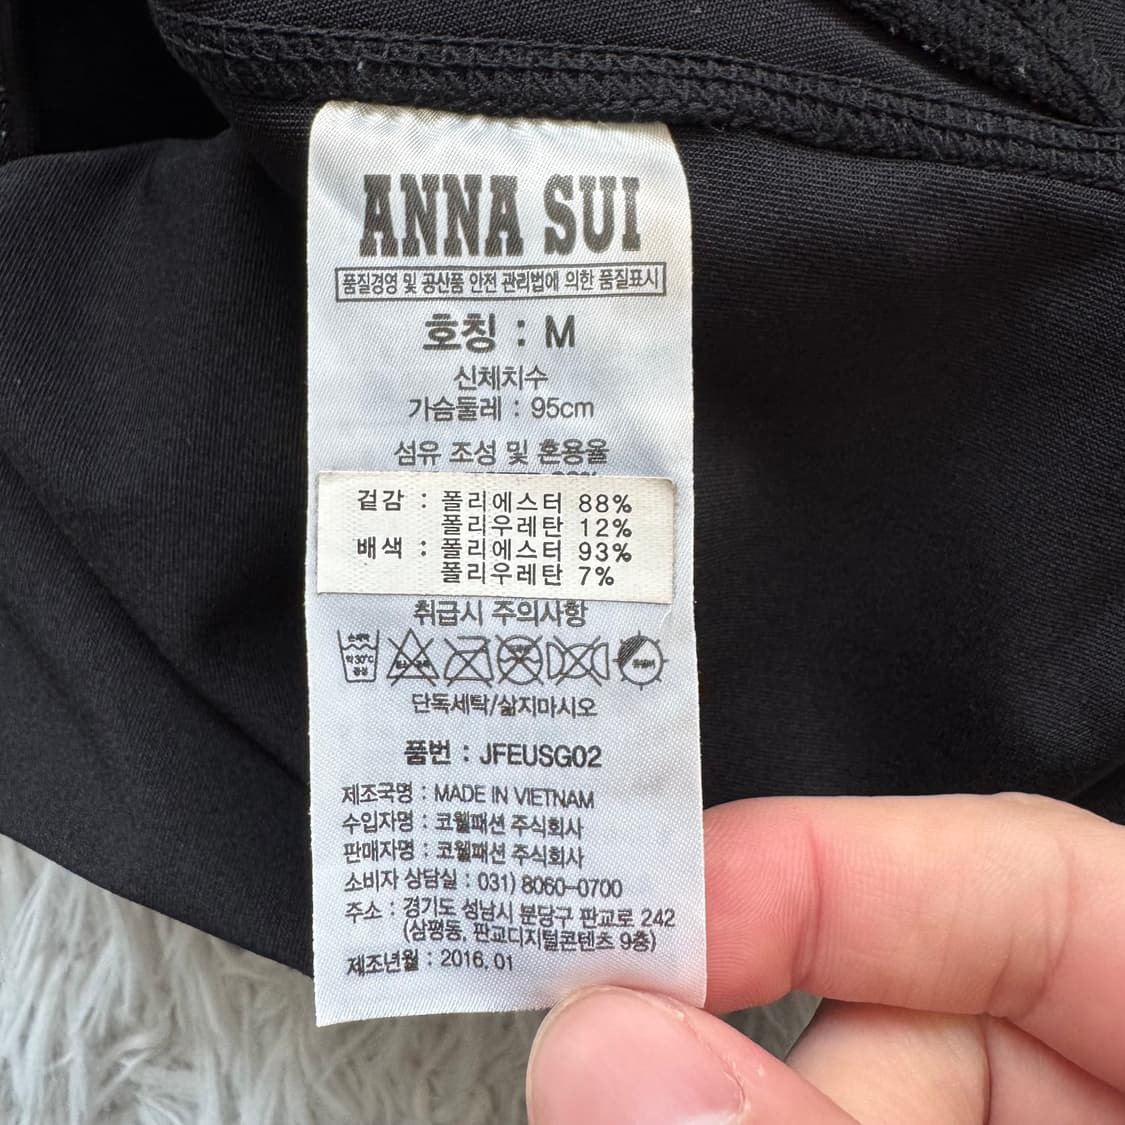 ANNA SUI
품질경영 및 공산품 안전 관리법에 의한 품질표시
호칭 : M
신체치수
가슴둘레 : 95cm
섬유 조성 및 혼용율
겉감 : 폴리에스터 88%
폴리우레탄 12%
배색 : 폴리에스터 93%
폴리우레탄 7%
취급시 주의사항
손세탁
약 30°C
중성
단독세탁/삶지마시오
품번 : JFEUSG02
제조국명 : MADE IN VIETNAM
수입자명 : 코웰패션 주식회사
판매자명 : 코웰패션 주식회사
소비자 상담실 : 031) 8060-0700
주소 : 경기도 성남시 분당구 판교로 242
(삼평동, 판교디지털콘텐츠 9층)
제조년월 : 2016. 01